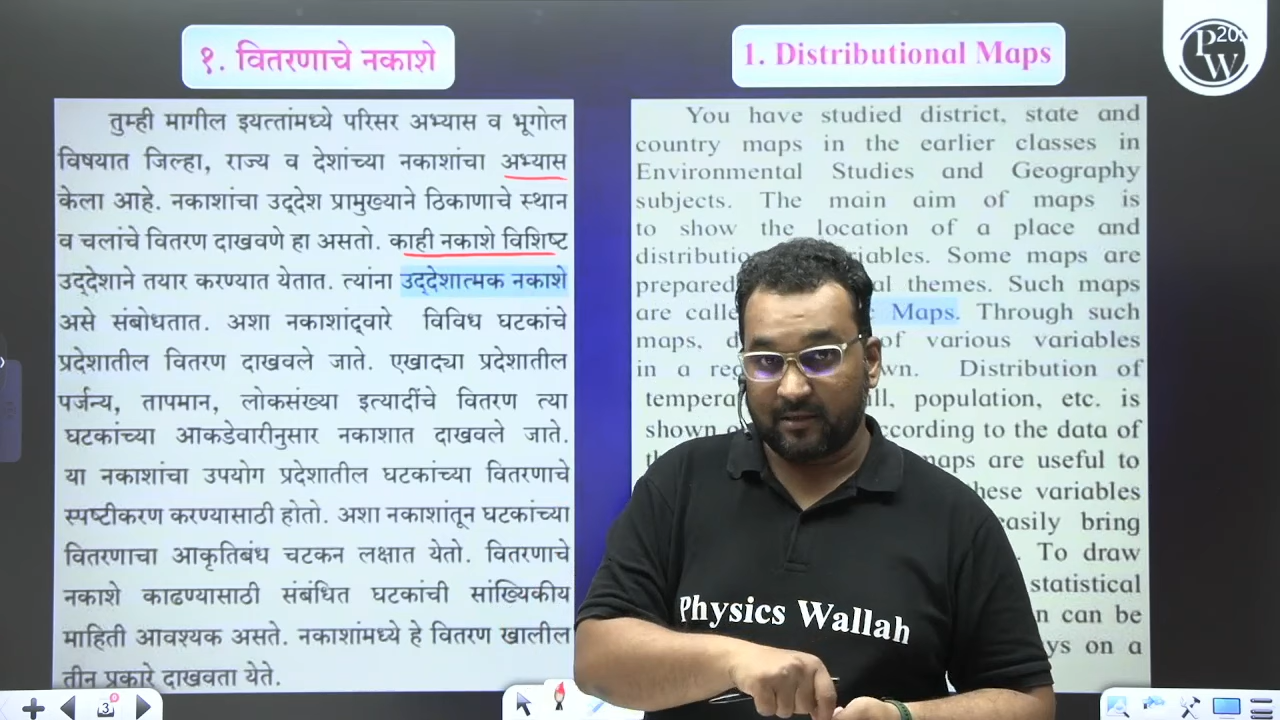 १. वितरणाचे नकाशे
तुम्ही मागील इयत्तांमध्ये परिसर अभ्यास व भूगोल
विषयात जिल्हा, राज्य व देशांच्या नकाशांचा अभ्यास
केला आहे. नकाशांचा उद्देश प्रामुख्याने ठिकाणाचे स्थान
व चलांचे वितरण दाखवणे हा असतो. काही नकाशे विशिष्ट
उद्देशाने तयार करण्यात येतात. त्यांना उद्देशात्मक नकाशे
असे संबोधतात. अशा नकाशांद्वारे विविध घटकांचे
प्रदेशातील वितरण दाखवले जाते. एखाद्या प्रदेशातील
पर्जन्य, तापमान, लोकसंख्या इत्यादींचे वितरण त्या
घटकांच्या आकडेवारीनुसार नकाशात दाखवले जाते.
या नकाशांचा उपयोग प्रदेशातील घटकांच्या वितरणाचे
स्पष्टीकरण करण्यासाठी होतो. अशा नकाशांतून घटकांच्या
वितरणाचा आकृतिबंध चटकन लक्षात येतो. वितरणाचे
नकाशे काढण्यासाठी संबंधित घटकांची सांख्यिकीय
माहिती आवश्यक असते. नकाशांमध्ये हे वितरण खालील
तीन प्रकारे दाखवता येते.
1. Distributional Maps
You have studied district, state and
country maps in the earlier classes in
Environmental Studies and Geography
subjects. The main aim of maps is
to show the location of a place and
Some maps are
prepared themes. Such maps
are Maps. Through such
maps, of various variables
in a Distribution of
population, etc. is
shown according to the data of
maps are useful to
these variables
easily bring
To draw
statistical
can be
on a
PW
20
Physics Wallah
3